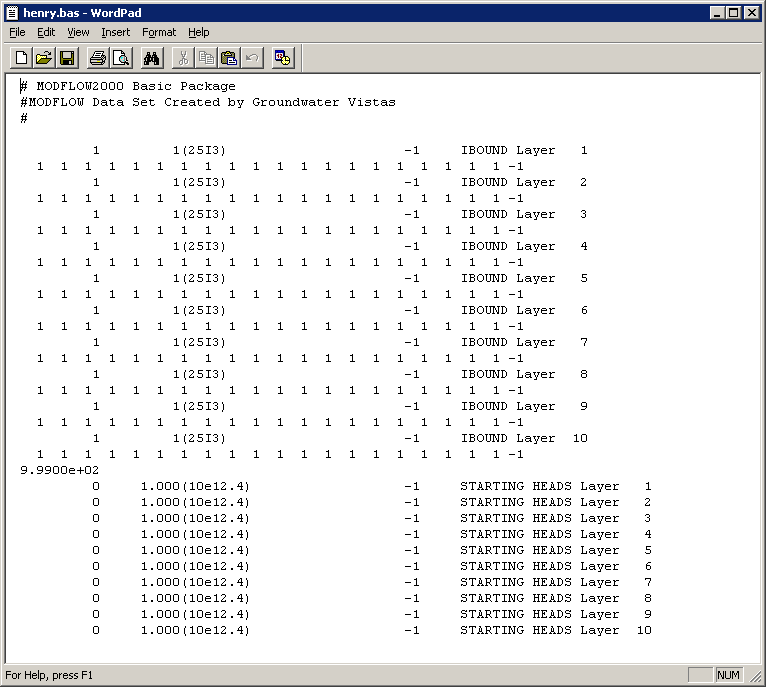 henry.bas - WordPad
File Edit View Insert Format Help
# MODFLOW2000 Basic Package
#MODFLOW Data Set Created by Groundwater Vistas
#
1 1(25I3) -1 IBOUND Layer 1
1 1 1 1 1 1 1 1 1 1 1 1 1 1 1 1 1 1 1 1 -1
1 1(25I3) -1 IBOUND Layer 2
1 1 1 1 1 1 1 1 1 1 1 1 1 1 1 1 1 1 1 1 -1
1 1(25I3) -1 IBOUND Layer 3
1 1 1 1 1 1 1 1 1 1 1 1 1 1 1 1 1 1 1 1 -1
1 1(25I3) -1 IBOUND Layer 4
1 1 1 1 1 1 1 1 1 1 1 1 1 1 1 1 1 1 1 1 -1
1 1(25I3) -1 IBOUND Layer 5
1 1 1 1 1 1 1 1 1 1 1 1 1 1 1 1 1 1 1 1 -1
1 1(25I3) -1 IBOUND Layer 6
1 1 1 1 1 1 1 1 1 1 1 1 1 1 1 1 1 1 1 1 -1
1 1(25I3) -1 IBOUND Layer 7
1 1 1 1 1 1 1 1 1 1 1 1 1 1 1 1 1 1 1 1 -1
1 1(25I3) -1 IBOUND Layer 8
1 1 1 1 1 1 1 1 1 1 1 1 1 1 1 1 1 1 1 1 -1
1 1(25I3) -1 IBOUND Layer 9
1 1 1 1 1 1 1 1 1 1 1 1 1 1 1 1 1 1 1 1 -1
1 1(25I3) -1 IBOUND Layer 10
1 1 1 1 1 1 1 1 1 1 1 1 1 1 1 1 1 1 1 1 -1
9.9900e+02
0 1.000(10e12.4) -1 STARTING HEADS Layer 1
0 1.000(10e12.4) -1 STARTING HEADS Layer 2
0 1.000(10e12.4) -1 STARTING HEADS Layer 3
0 1.000(10e12.4) -1 STARTING HEADS Layer 4
0 1.000(10e12.4) -1 STARTING HEADS Layer 5
0 1.000(10e12.4) -1 STARTING HEADS Layer 6
0 1.000(10e12.4) -1 STARTING HEADS Layer 7
0 1.000(10e12.4) -1 STARTING HEADS Layer 8
0 1.000(10e12.4) -1 STARTING HEADS Layer 9
0 1.000(10e12.4) -1 STARTING HEADS Layer 10
For Help, press F1 NUM